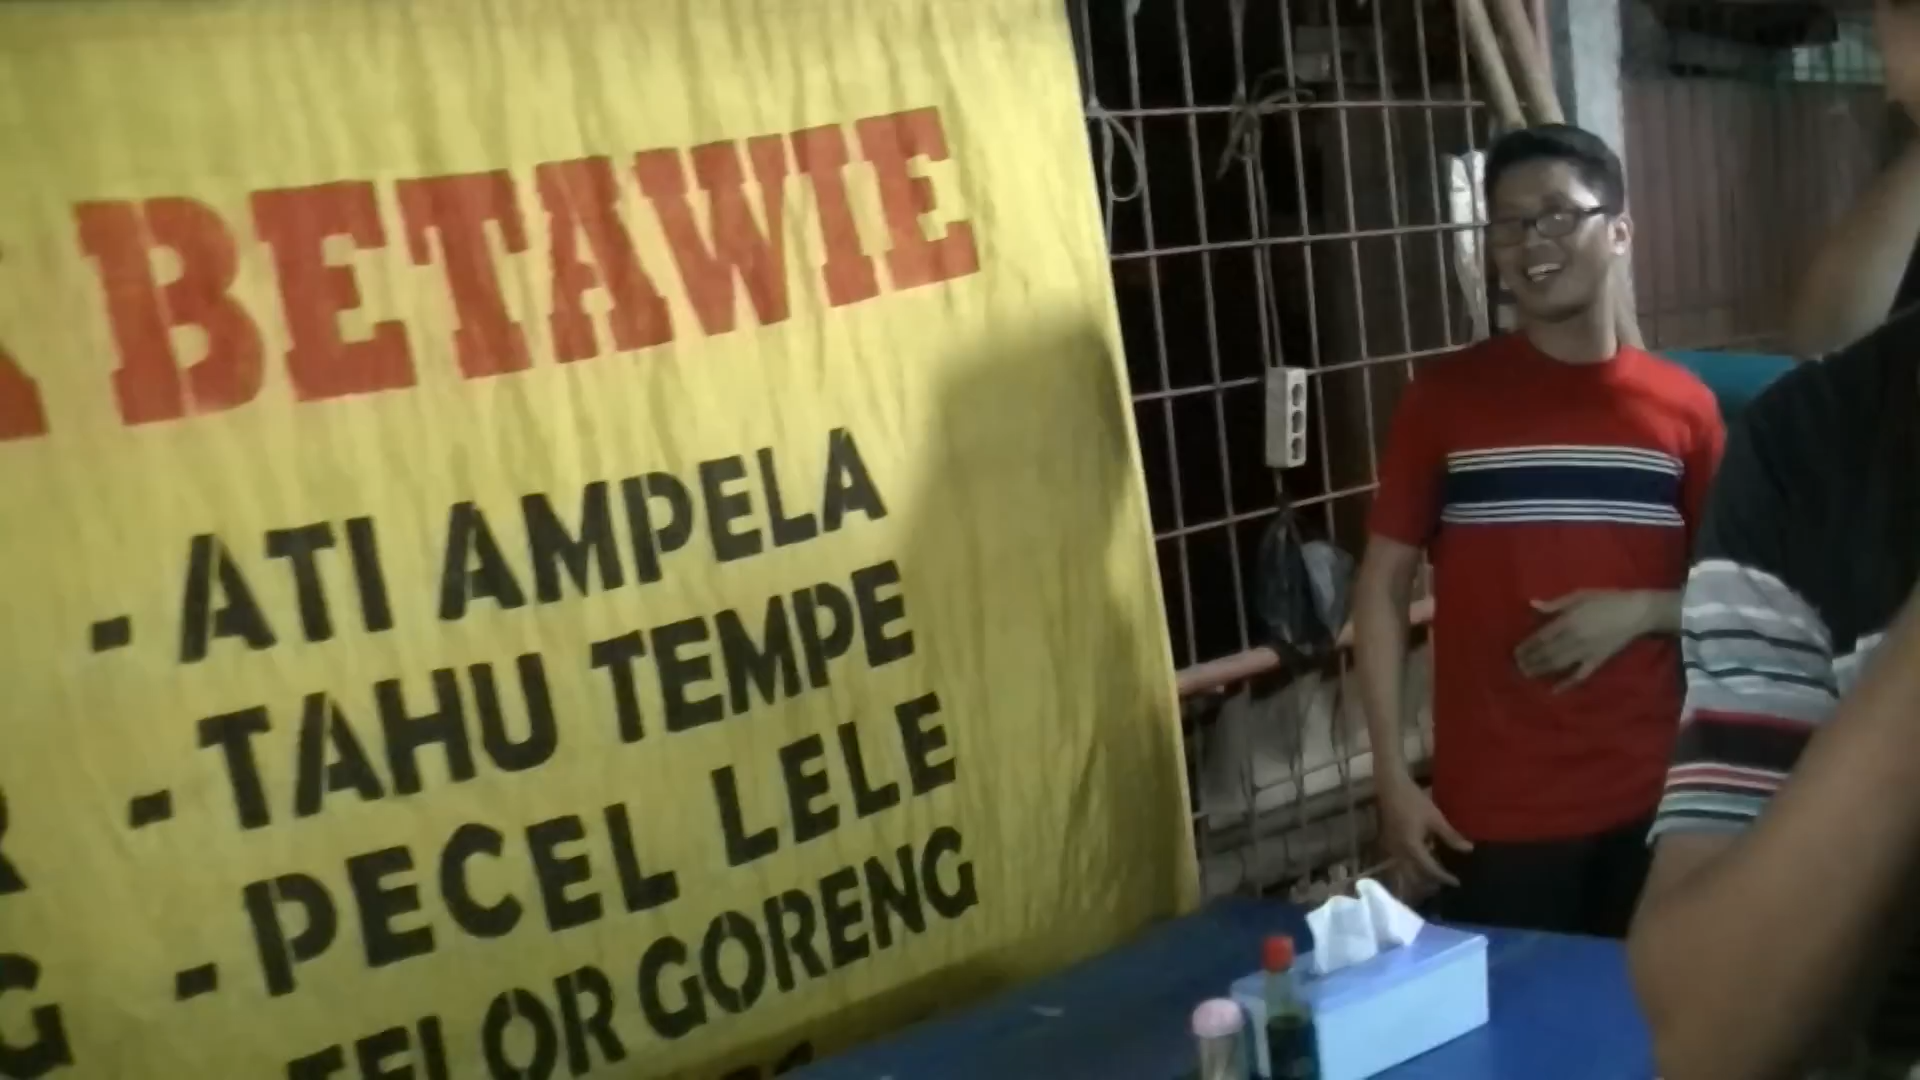 BETAWIE
- ATI AMPELA
- TAHU TEMPE
- PECEL LELE
TELOR GORENG